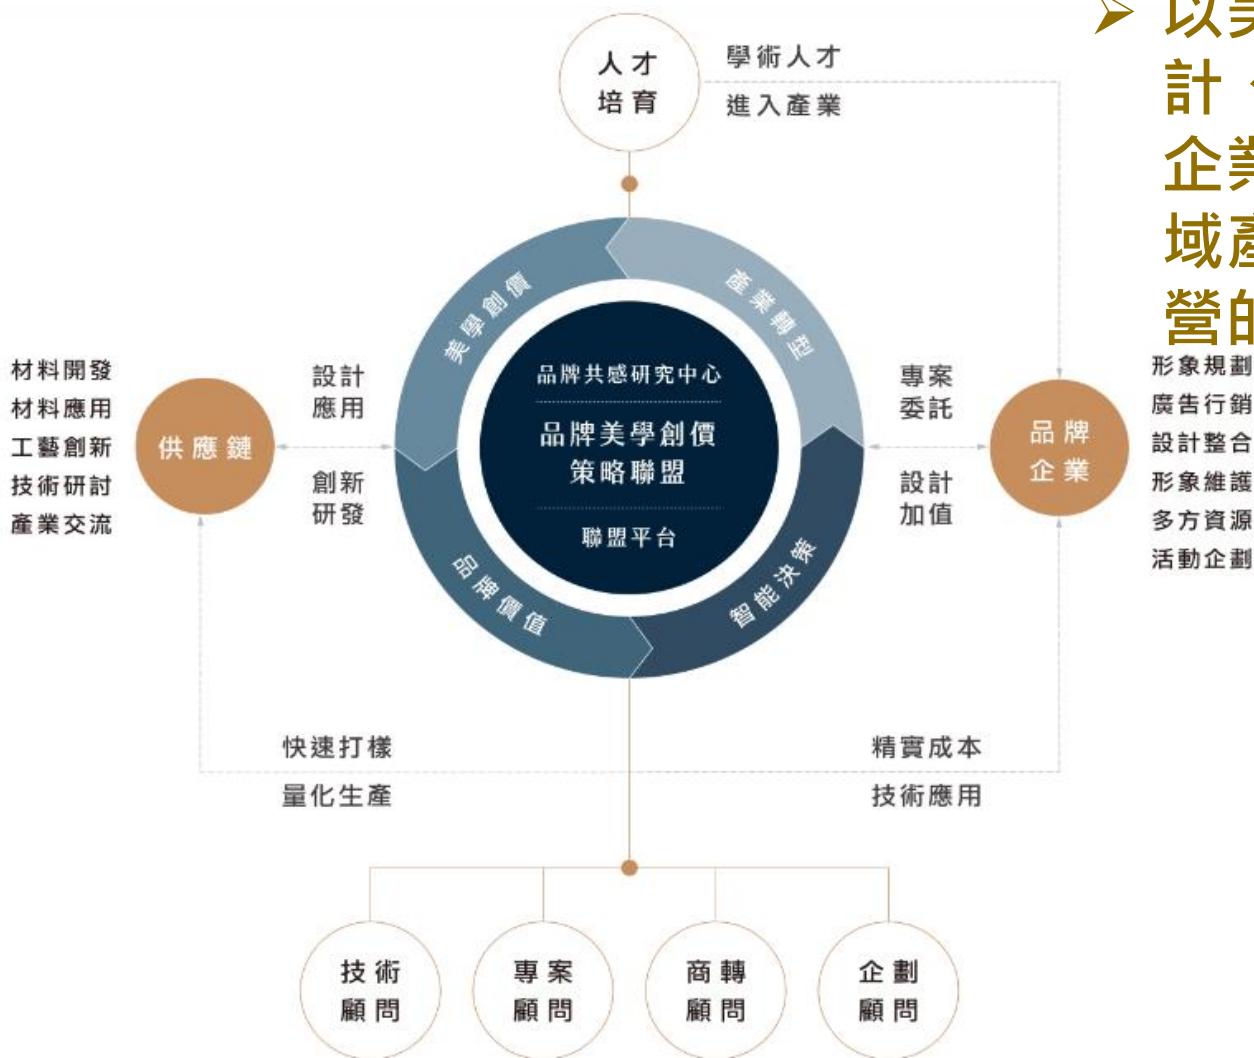 人才
培育
學術人才
進入產業
➢ 以美
計、
企業
域產
營的
美學創價
產業轉型
品牌價值
智能決策
品牌共感研究中心
品牌美學創價
策略聯盟
聯盟平台
材料開發
材料應用
工藝創新
技術研討
產業交流
供應鏈
設計
應用
創新
研發
專案
委託
設計
加值
品牌
企業
形象規劃
廣告行銷
設計整合
形象維護
多方資源
活動企劃
快速打樣
量化生產
精實成本
技術應用
技術
顧問
專案
顧問
商轉
顧問
企劃
顧問